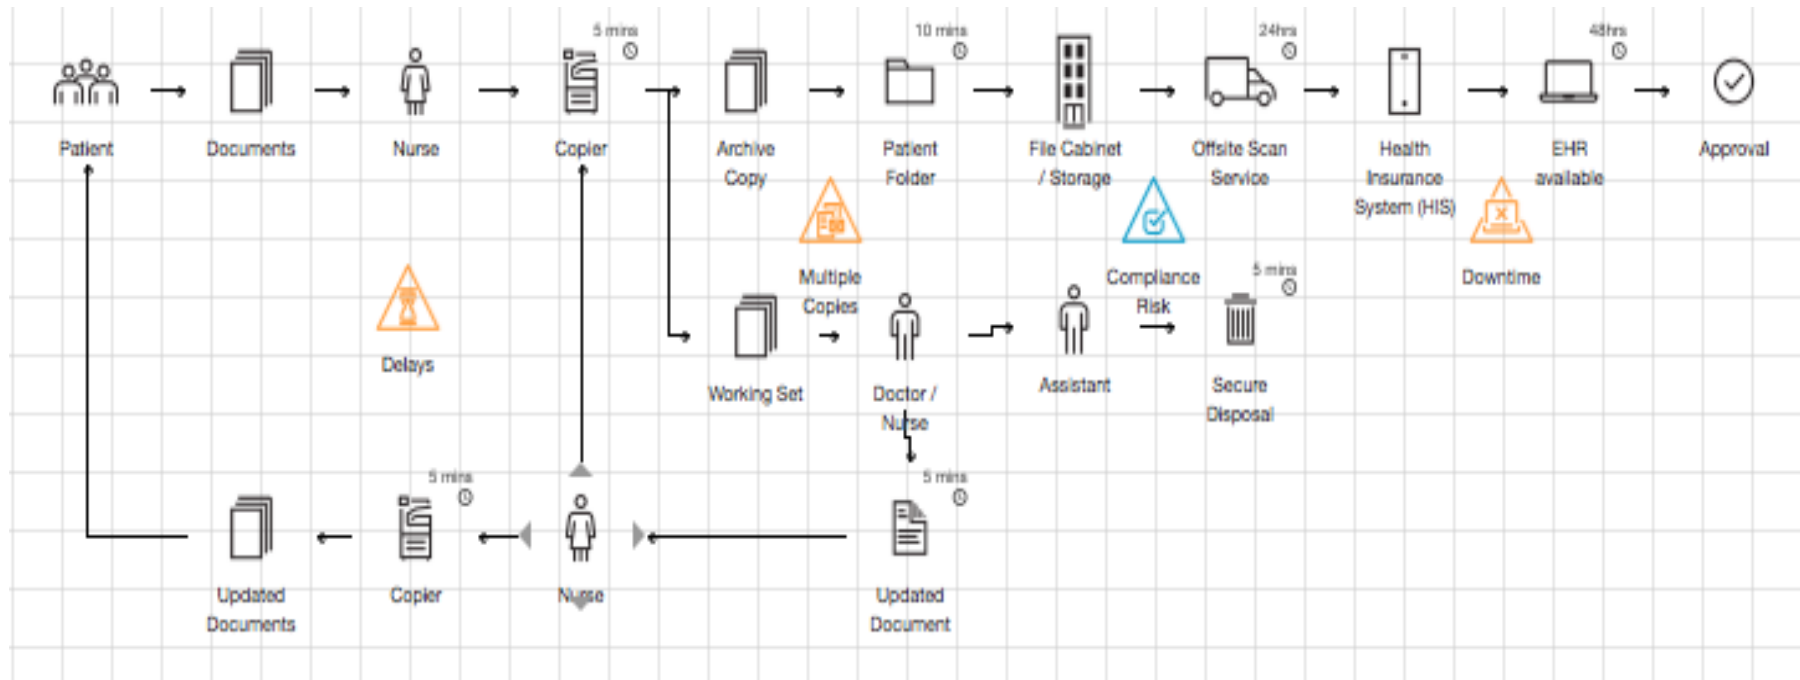 5 mins
10 mins
24hrs
48hrs
Patient
Documents
Nurse
Copier
Archive
Copy
Patient
Folder
File Cabinet
/ Storage
Offsite Scan
Service
Health
Insurance
System (HIS)
EHR
available
Approval
Multiple
Copies
Compliance
Risk
Downtime
5 mins
Delays
Working Set
Doctor /
Nurse
Assistant
Secure
Disposal
5 mins
5 mins
Updated
Documents
Copier
Nurse
Updated
Document